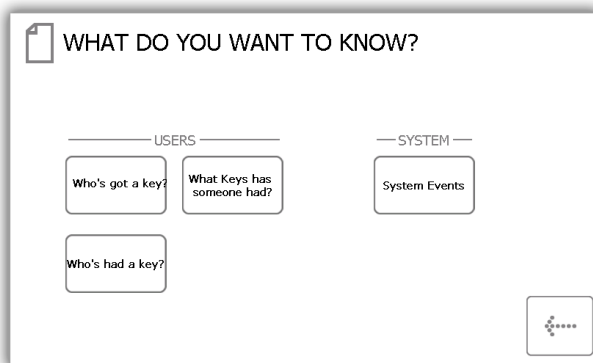 WHAT DO YOU WANT TO KNOW?
USERS
SYSTEM
Who's got a key?
What Keys has
someone had?
System Events
Who's had a key?